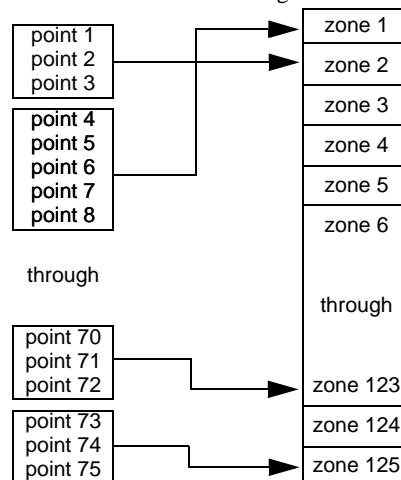 point 1
point 2
point 3
point 4
point 5
point 6
point 7
point 8
through
point 70
point 71
point 72
point 73
point 74
point 75
zone 1
zone 2
zone 3
zone 4
zone 5
zone 6
through
zone 123
zone 124
zone 125